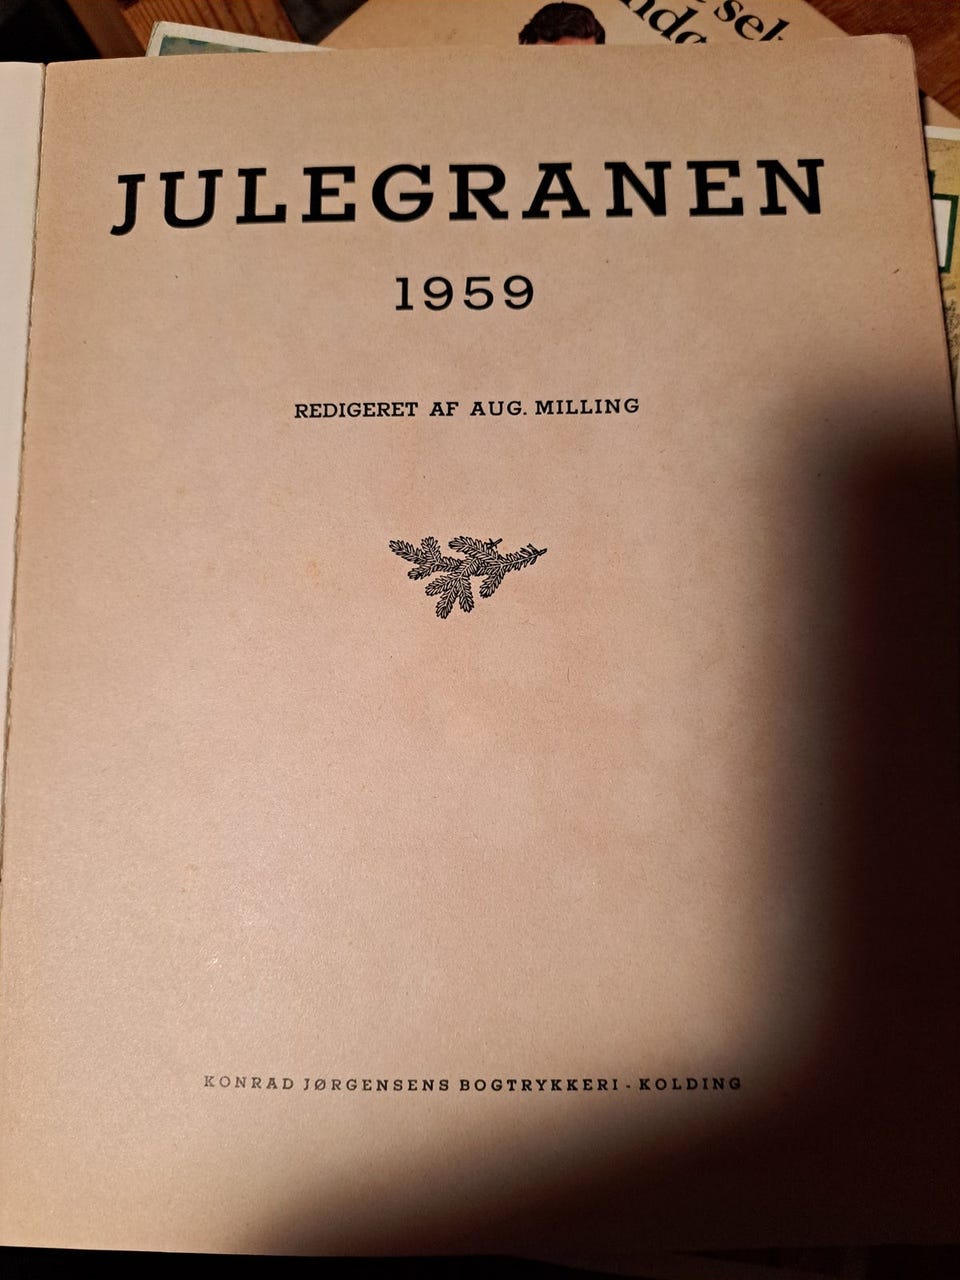 JULEGRANEN
1959
REDIGERET AF AUG. MILLING
KONRAD JØRGENSENS BOGTRYKKERI - KOLDING